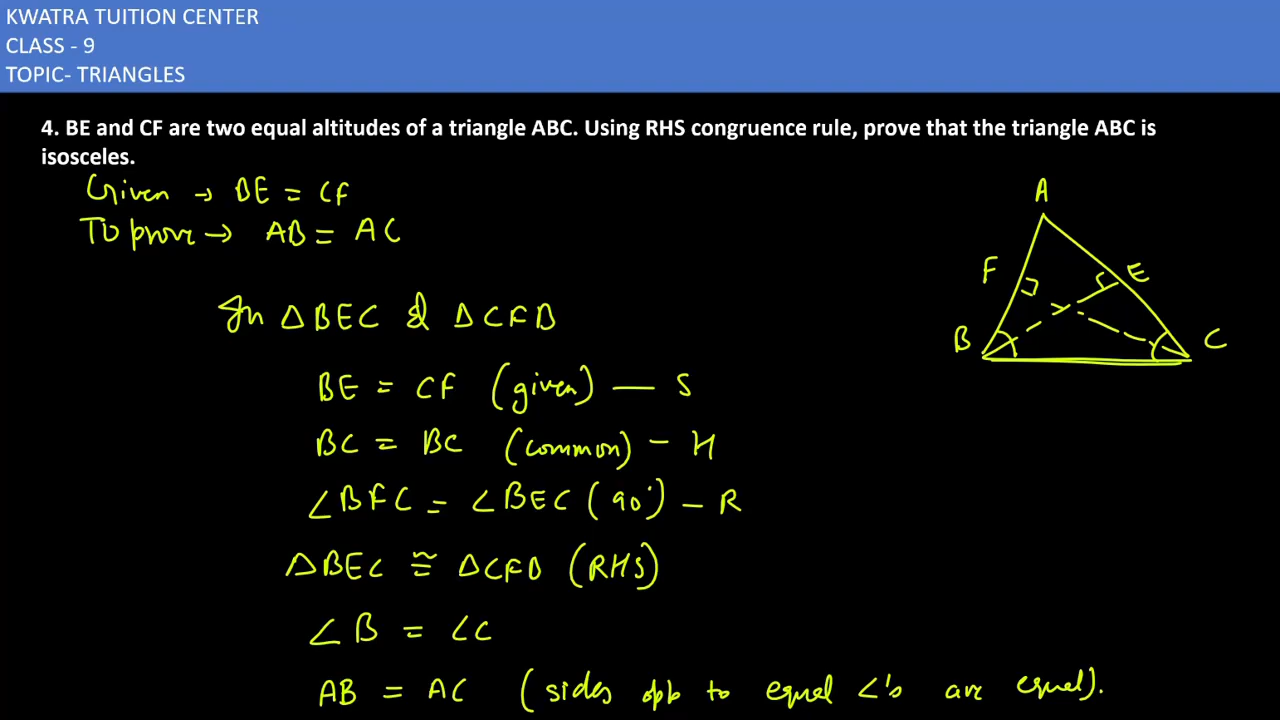 KWATRA TUITION CENTER
CLASS - 9
TOPIC- TRIANGLES
4. BE and CF are two equal altitudes of a triangle ABC. Using RHS congruence rule, prove that the triangle ABC is
isosceles.
Given → BE = CF
To prove → AB = AC
A
F
E
B
C
In △BEC & △CFB
BE = CF (given) — S
BC = BC (common) - H
∠BFC = ∠BEC (90°) - R
△BEC ≅ △CFB (RHS)
∠B = ∠C
AB = AC (sides opp to equal ∠'s are equal).